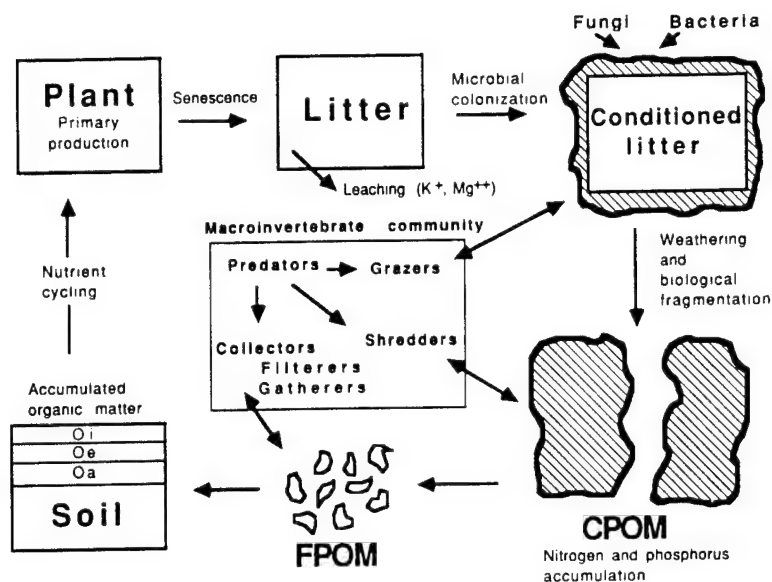 Fungi Bacteria
Plant
Primary
production
Senescence
Litter
Microbial
colonization
Conditioned
litter
Leaching (K+, Mg++)
Macroinvertebrate community
Predators
Grazers
Collectors
Filterers
Gatherers
Shredders
Weathering
and
biological
fragmentation
Nutrient
cycling
Accumulated
organic matter
Oi
Oe
Oa
Soil
FPOM
CPOM
Nitrogen and phosphorus
accumulation